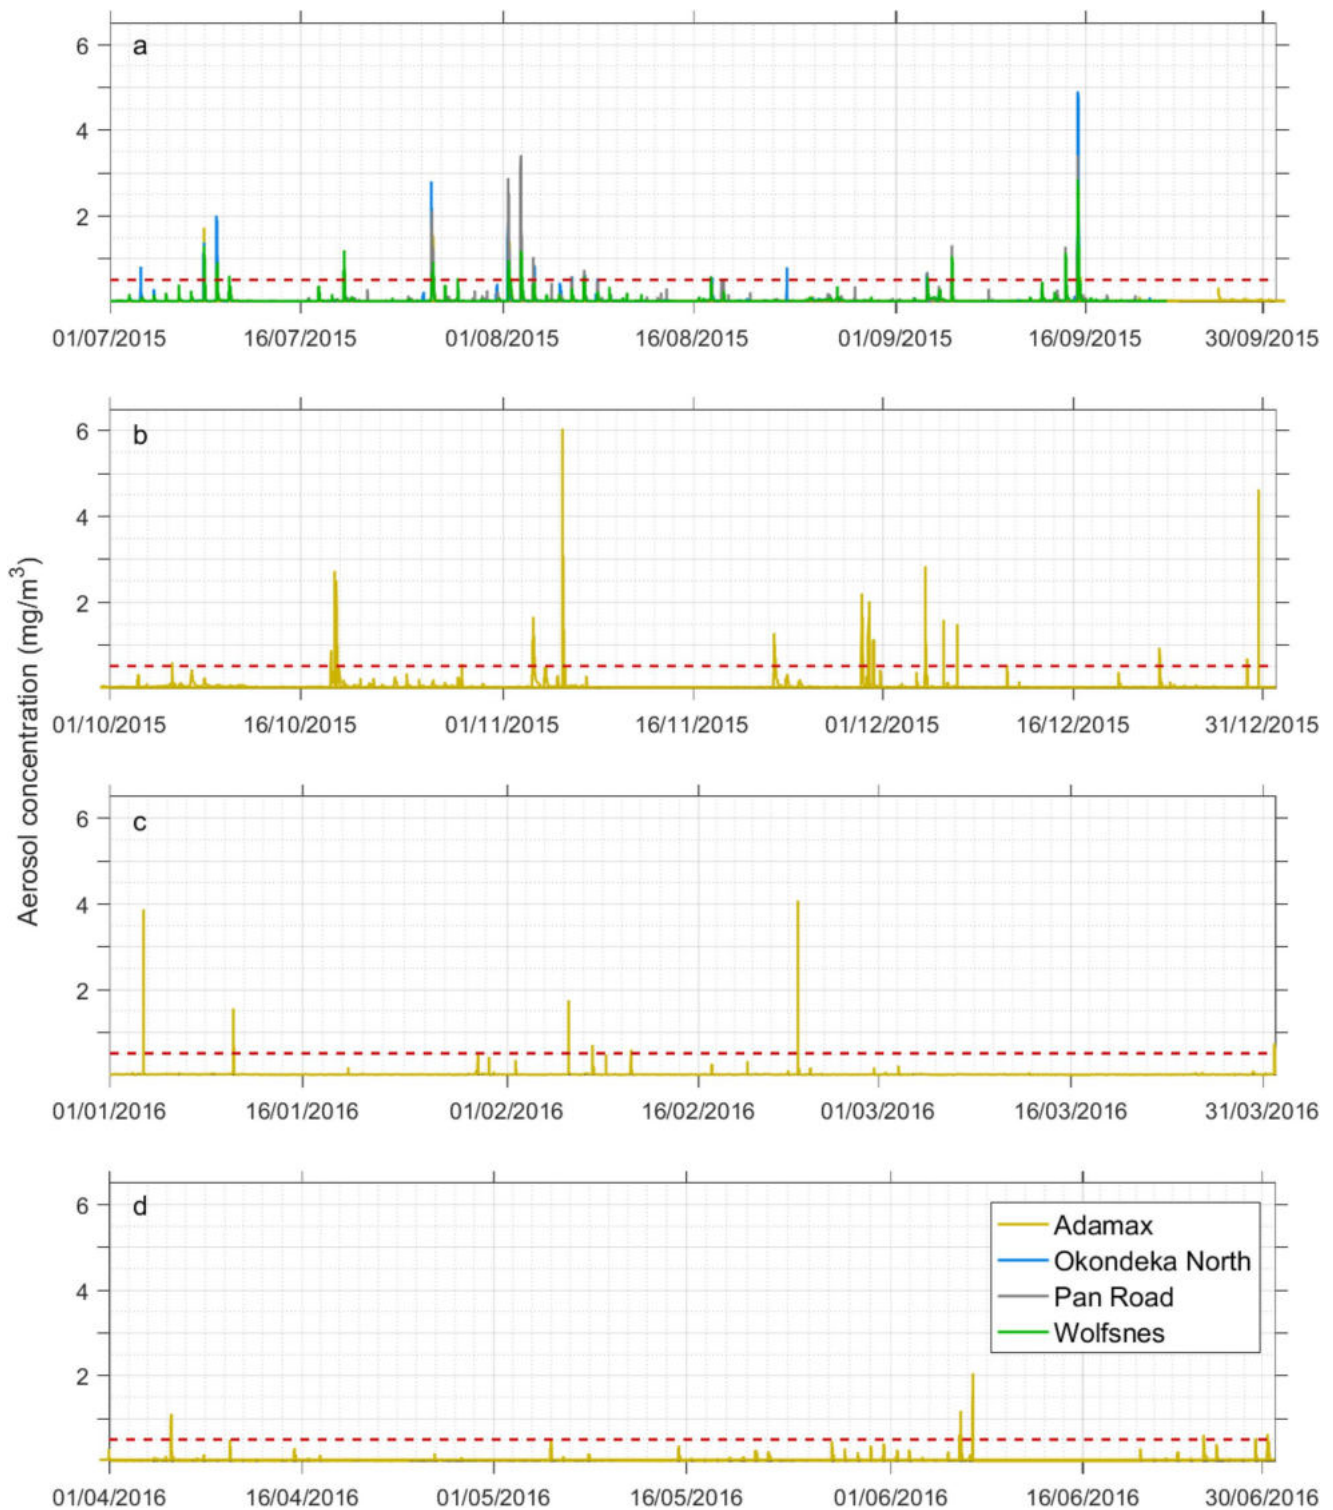 Aerosol concentration (mg/m³)
a
6
4
2
01/07/2015 16/07/2015 01/08/2015 16/08/2015 01/09/2015 16/09/2015 30/09/2015
b
6
4
2
01/10/2015 16/10/2015 01/11/2015 16/11/2015 01/12/2015 16/12/2015 31/12/2015
c
6
4
2
01/01/2016 16/01/2016 01/02/2016 16/02/2016 01/03/2016 16/03/2016 31/03/2016
d
6
4
2
Adamax
Okondeka North
Pan Road
Wolfsnes
01/04/2016 16/04/2016 01/05/2016 16/05/2016 01/06/2016 16/06/2016 30/06/2016